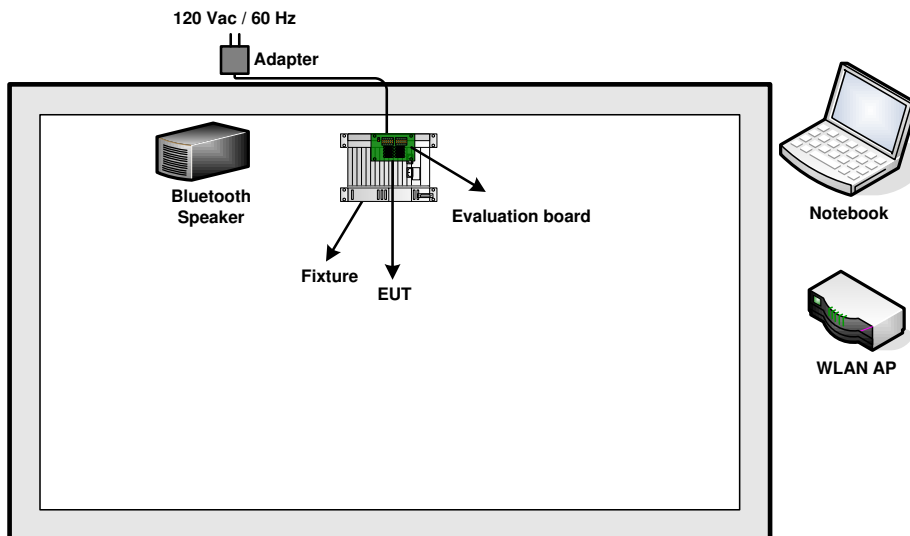 120 Vac / 60 Hz
Adapter
Bluetooth
Speaker
Evaluation board
Fixture
EUT
Notebook
WLAN AP